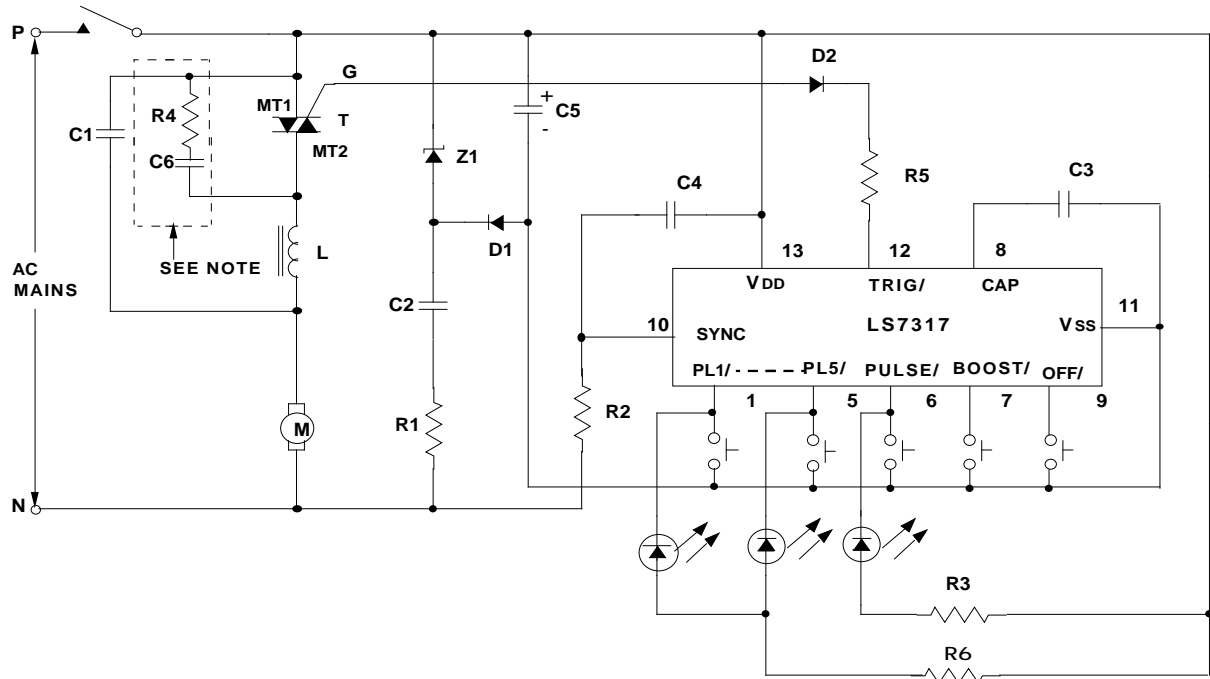 P
D2
G
MT1
T
MT2
R4
C1
C6
C5
+
-
Z1
R5
C3
C4
D1
L
SEE NOTE
AC
MAINS
13
12
8
VDD
TRIG/
CAP
C2
10
SYNC
LS7317
VSS
11
PL1/ - - - - - PL5/ PULSE/ BOOST/ OFF/
1
5
6
7
9
R2
R1
M
N
R3
R6